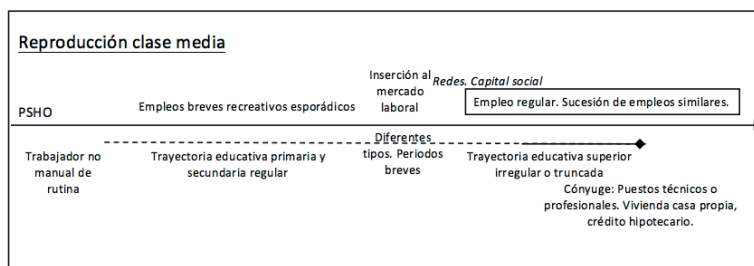 Reproducción clase media
Inserción al
mercado
laboral
Redes. Capital social
PSHO
Empleos breves recreativos esporádicos
Empleo regular. Sucesión de empleos similares.
Trabajador no
manual de
rutina
Trayectoria educativa primaria y
secundaria regular
Diferentes
tipos. Periodos
breves
Trayectoria educativa superior
irregular o truncada
Cónyuge: Puestos técnicos o
profesionales. Vivienda casa propia,
crédito hipotecario.